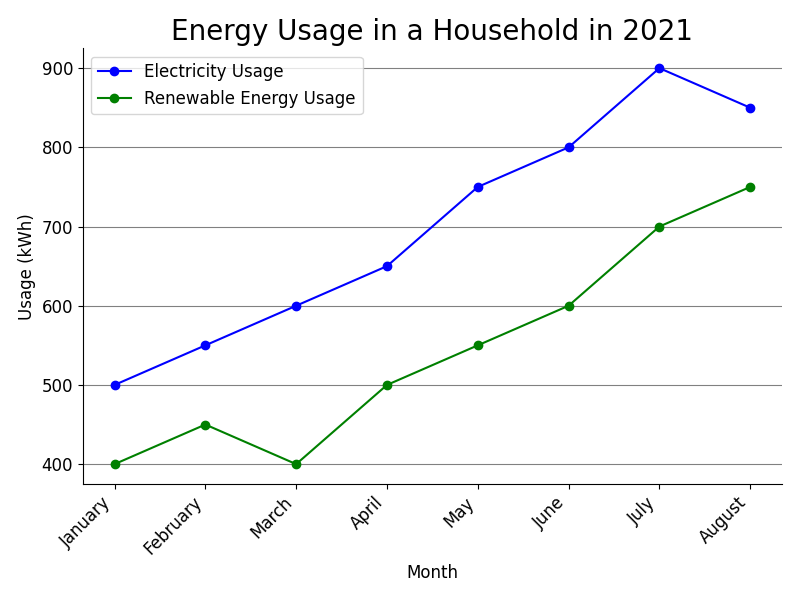 Energy Usage in a Household in 2021
Electricity Usage
Renewable Energy Usage
900
800
700
600
500
400
Usage (kWh)
January
February
March
April
May
June
July
August
Month